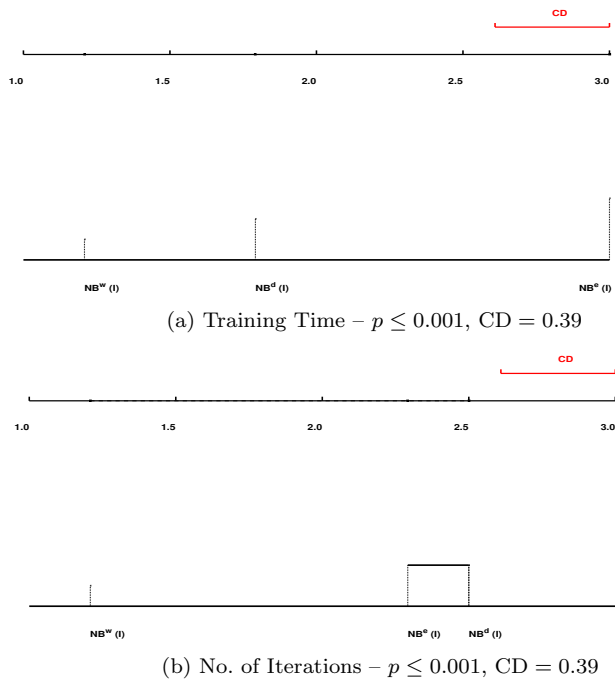 CD
1.0 1.5 2.0 2.5 3.0
NBʷ (I) NBᵈ (I) NBᵉ (I)
(a) Training Time – p ≤ 0.001, CD = 0.39
CD
1.0 1.5 2.0 2.5 3.0
NBʷ (I) NBᵉ (I) NBᵈ (I)
(b) No. of Iterations – p ≤ 0.001, CD = 0.39